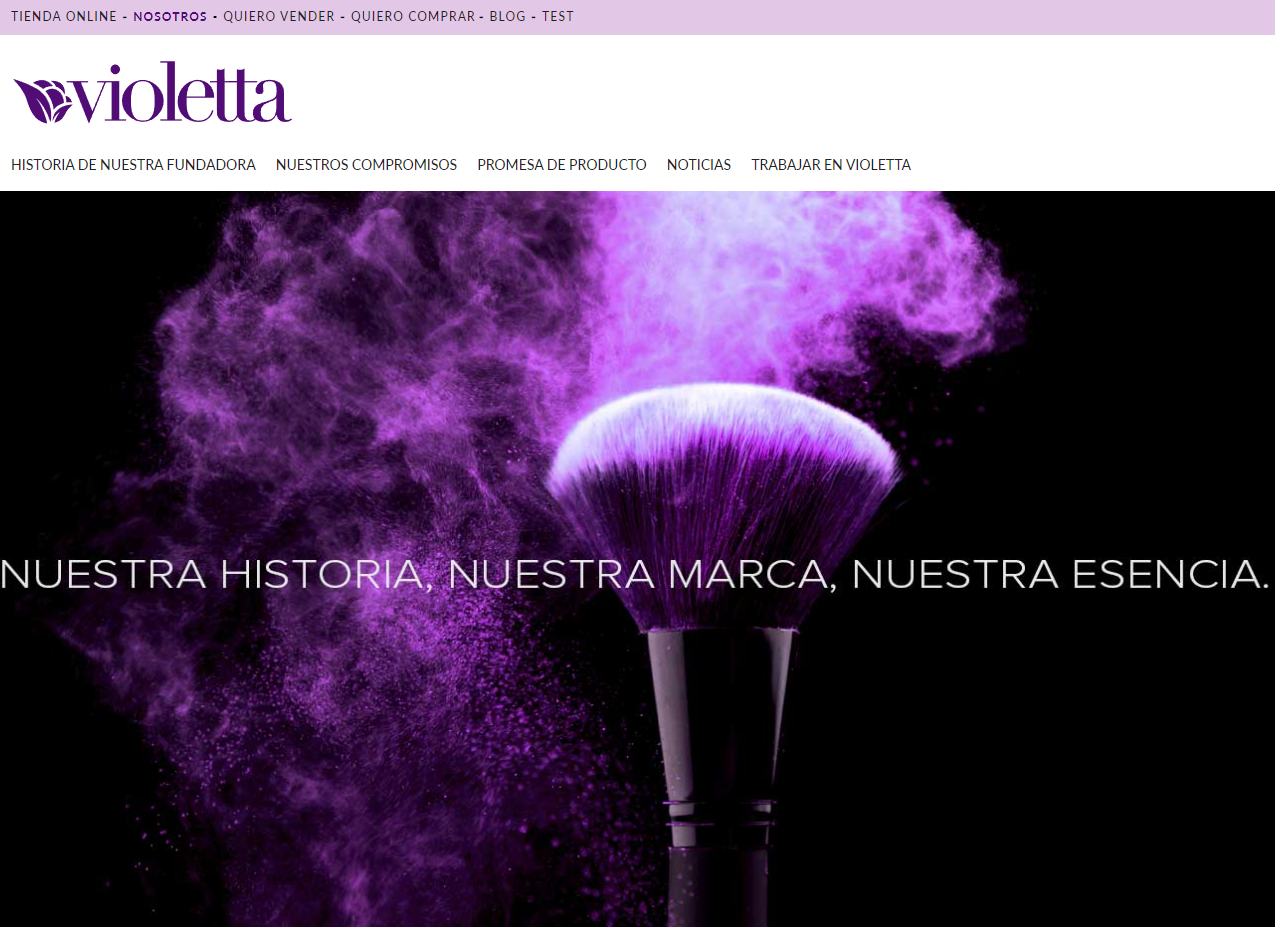 TIENDA ONLINE - NOSOTROS - QUIERO VENDER - QUIERO COMPRAR - BLOG - TEST
violetta
HISTORIA DE NUESTRA FUNDADORA NUESTROS COMPROMISOS PROMESA DE PRODUCTO NOTICIAS TRABAJAR EN VIOLETTA
NUESTRA HISTORIA, NUESTRA MARCA, NUESTRA ESENCIA.